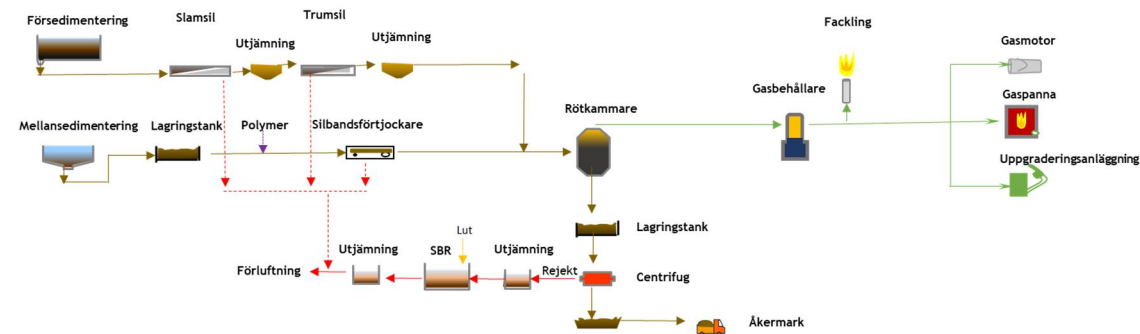 Försedimentering
Slamsil
Trumsil
Utjämning
Utjämning
Fackling
Gasmotor
Gasbehållare
Gaspanna
Rötkammare
Mellansedimentering
Lagringstank
Polymer
Silbandsförtjockare
Uppgraderingsanläggning
Lagringstank
Lut
Utjämning
SBR
Utjämning
Förluftning
Rejekt
Centrifug
Åkermark